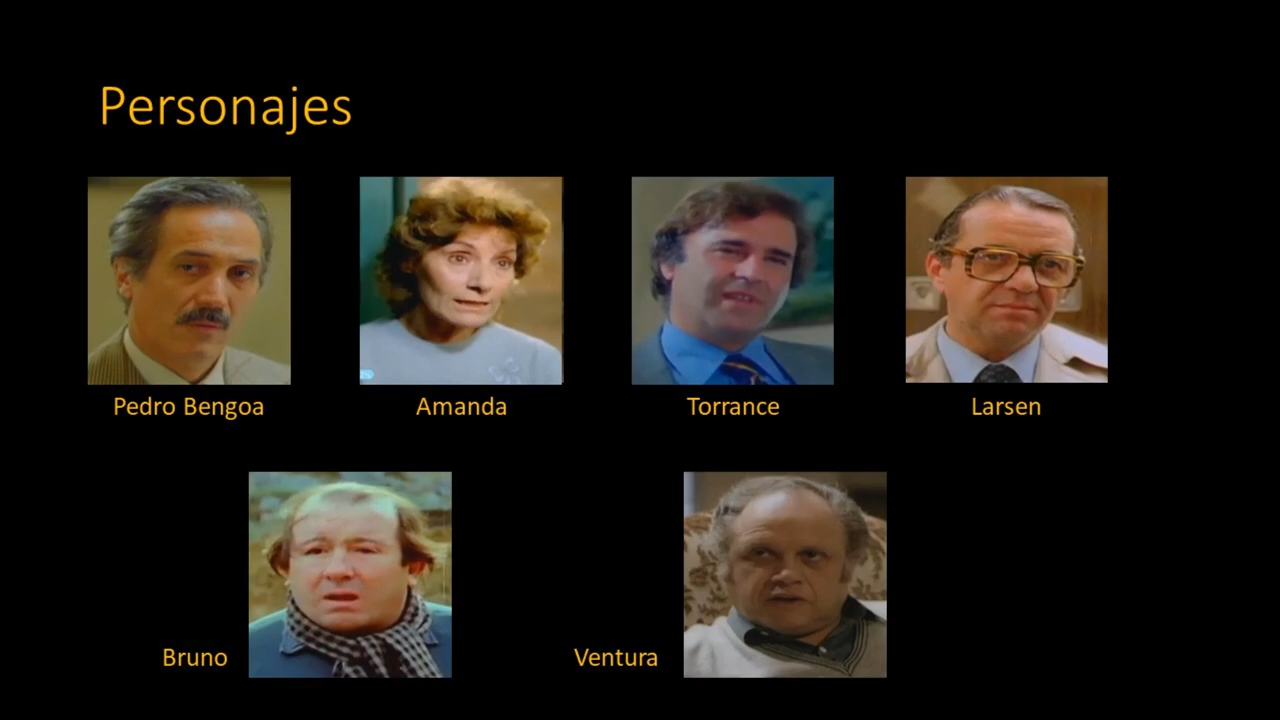 Personajes
Pedro Bengoa
Amanda
Torrance
Larsen
Bruno
Ventura